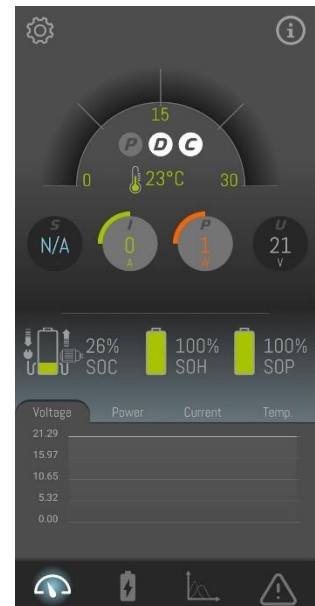 i
15
P D C
0 23°C 30
S I P U
N/A 0 1 21
A W V
26% 100% 100%
SOC SOH SOP
Voltage Power Current Temp.
21.29
15.97
10.65
5.32
0.00